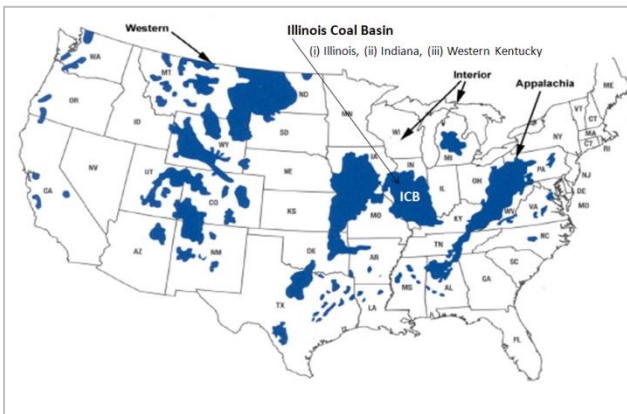 Illinois Coal Basin
Western
(i) Illinois, (ii) Indiana, (iii) Western Kentucky
Interior
Appalachia
WA
MT
ND
MN
ME
OR
ID
WI
VT
NY
CT
MA
CT
RI
SD
WY
MI
IA
IN
PA
NJ
NV
UT
NE
IL
OH
DE
MD
CA
CO
ICB
WV
VA
KS
MO
KY
NC
AZ
NM
OK
TN
AR
SC
TX
MS
AL
GA
LA
FL